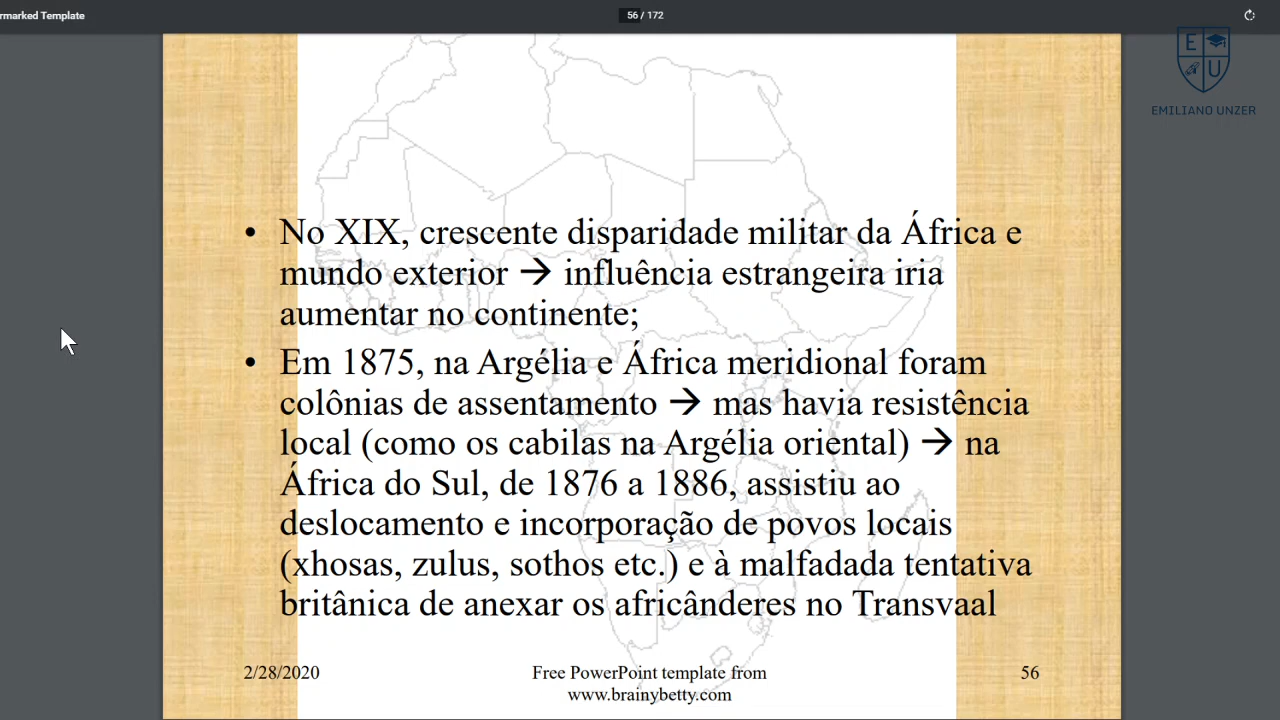 rmarked Template
56 / 172
E
U
EMILIANO UNZER
• No XIX, crescente disparidade militar da África e
mundo exterior → influência estrangeira iria
aumentar no continente;
• Em 1875, na Argélia e África meridional foram
colônias de assentamento → mas havia resistência
local (como os cabilas na Argélia oriental) → na
África do Sul, de 1876 a 1886, assistiu ao
deslocamento e incorporação de povos locais
(xhosas, zulus, sothos etc.) e à malfadada tentativa
britânica de anexar os africânderes no Transvaal
2/28/2020
Free PowerPoint template from
www.brainybetty.com
56